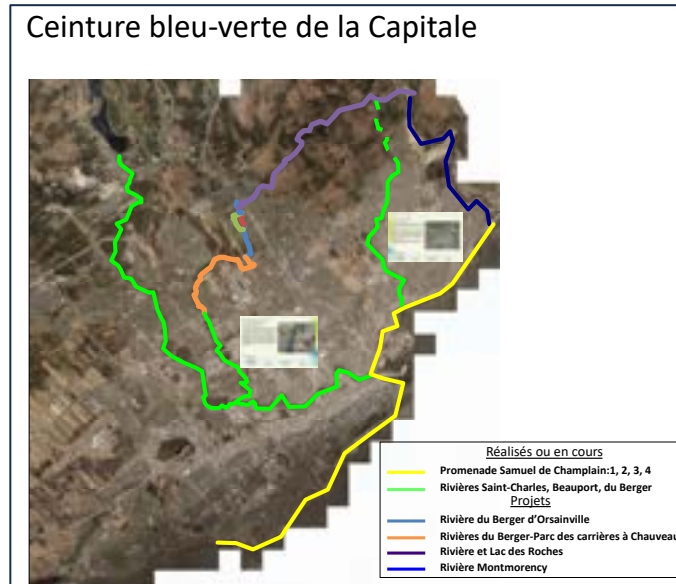 Ceinture bleu-verte de la Capitale
Réalisés ou en cours
Promenade Samuel de Champlain:1, 2, 3, 4
Rivières Saint-Charles, Beauport, du Berger
Projets
Rivière du Berger d'Orsainville
Rivières du Berger-Parc des carrières à Chauveau
Rivière et Lac des Roches
Rivière Montmorency